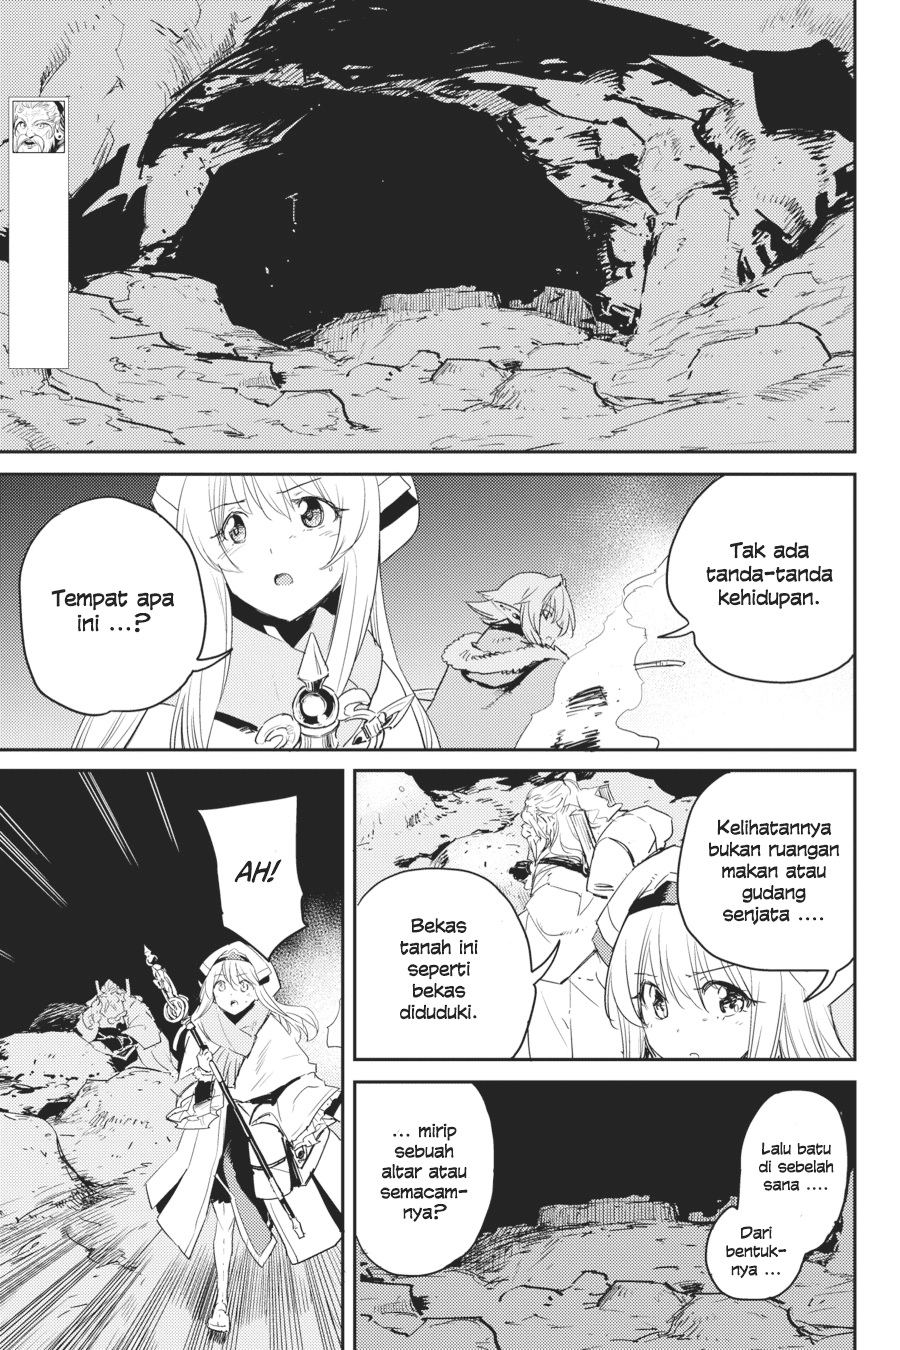 Tak ada
tanda-tanda
kehidupan.
Tempat apa
ini ...?
Kelihatannya
bukan ruangan
makan atau
gudang
senjata ....
Bekas
tanah ini
seperti
bekas
diduduki.
Lalu batu
di sebelah
sana ....
Dari
bentuk-
nya ...
... mirip
sebuah
altar atau
semacam-
nya?
AH!